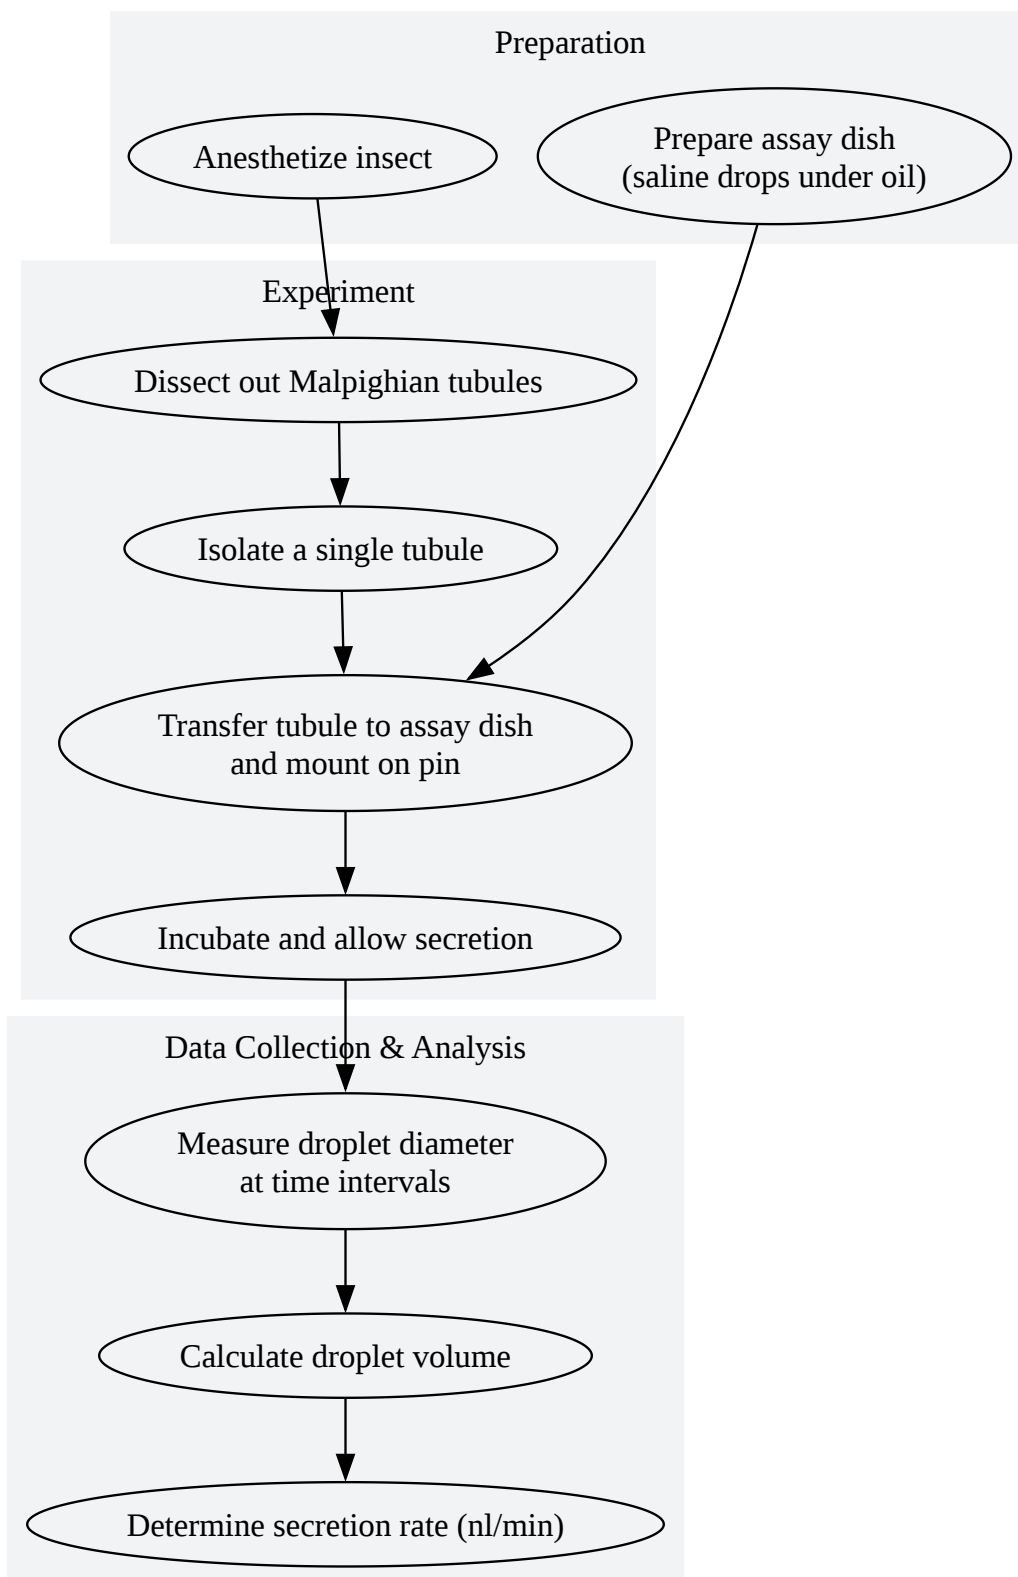 Preparation
Anesthetize insect
Prepare assay dish
(saline drops under oil)
Experiment
Dissect out Malpighian tubules
Isolate a single tubule
Transfer tubule to assay dish
and mount on pin
Incubate and allow secretion
Data Collection & Analysis
Measure droplet diameter
at time intervals
Calculate droplet volume
Determine secretion rate (nl/min)